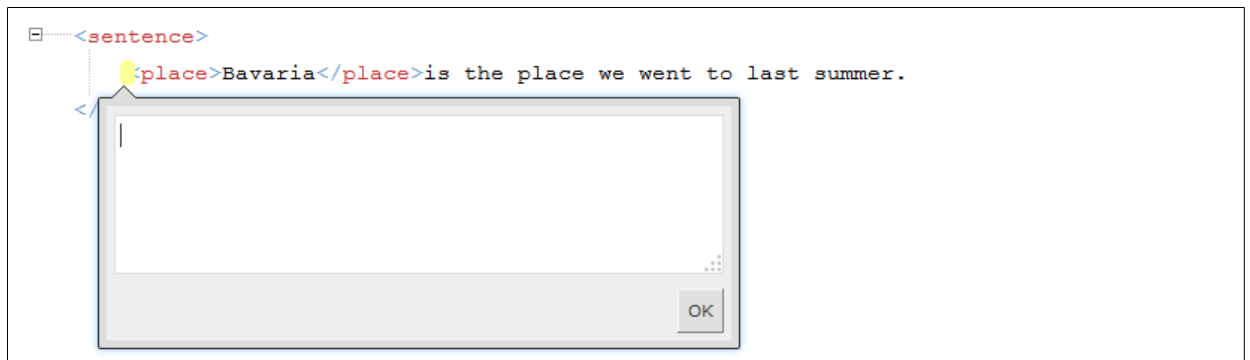 <sentence>
<place>Bavaria</place>is the place we went to last summer.
</
OK